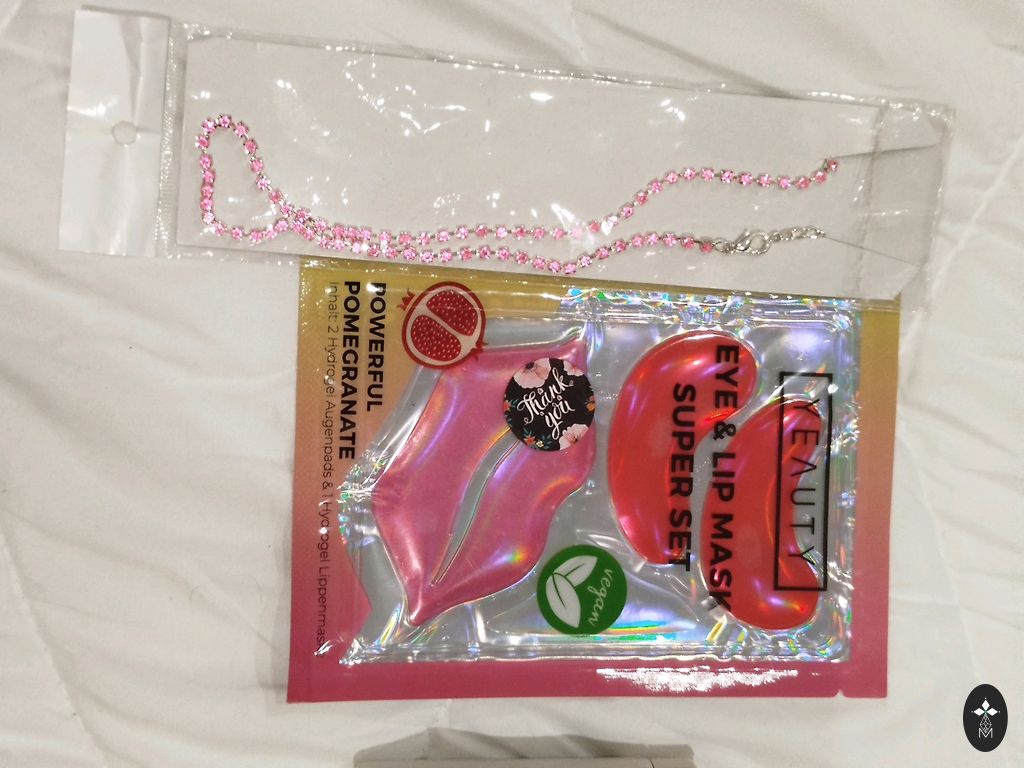 YEAUTY
EYE & LIP MASK
SUPER SET
vegan
Thank
you
POWERFUL
POMEGRANATE
Inhalt: 2 Hydrogel Augenpads & 1 Hydrogel Lippenmaske
M